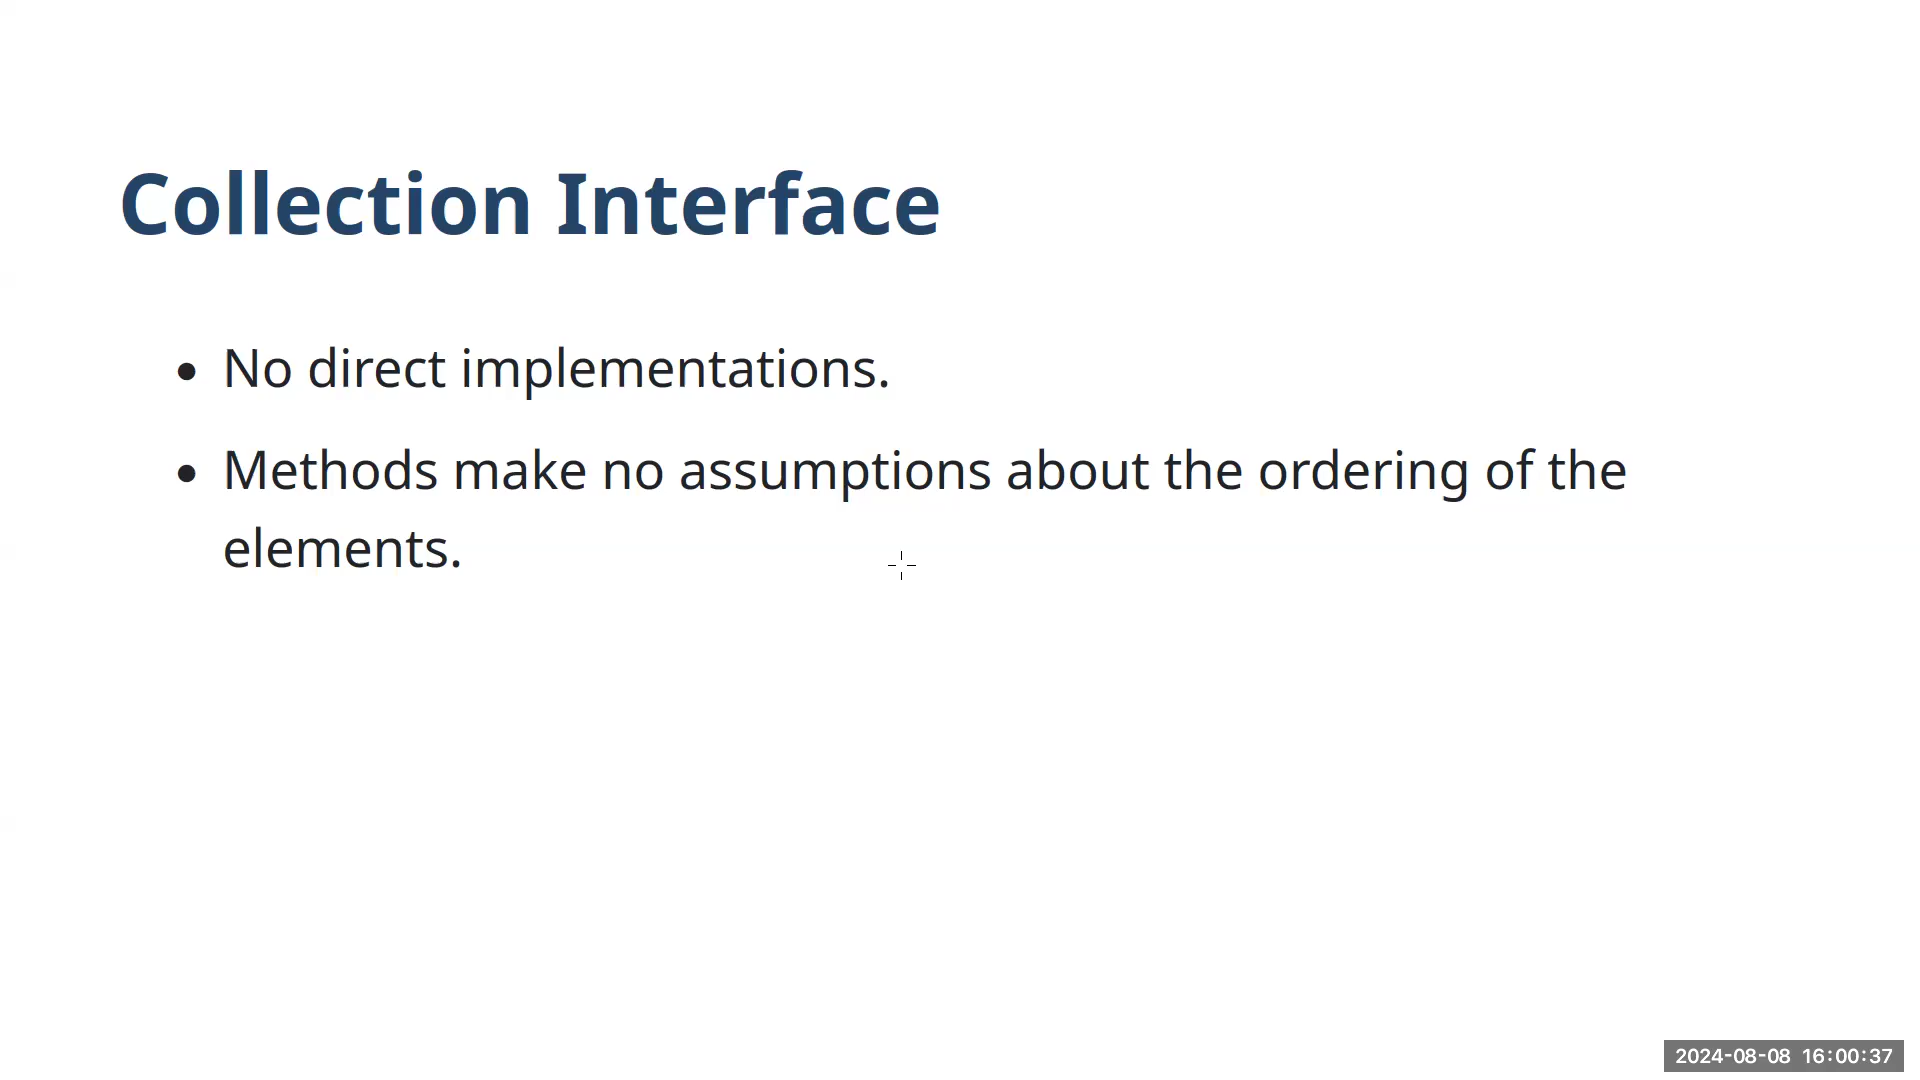 Collection Interface
• No direct implementations.
• Methods make no assumptions about the ordering of the
elements.
2024-08-08 16:00:37